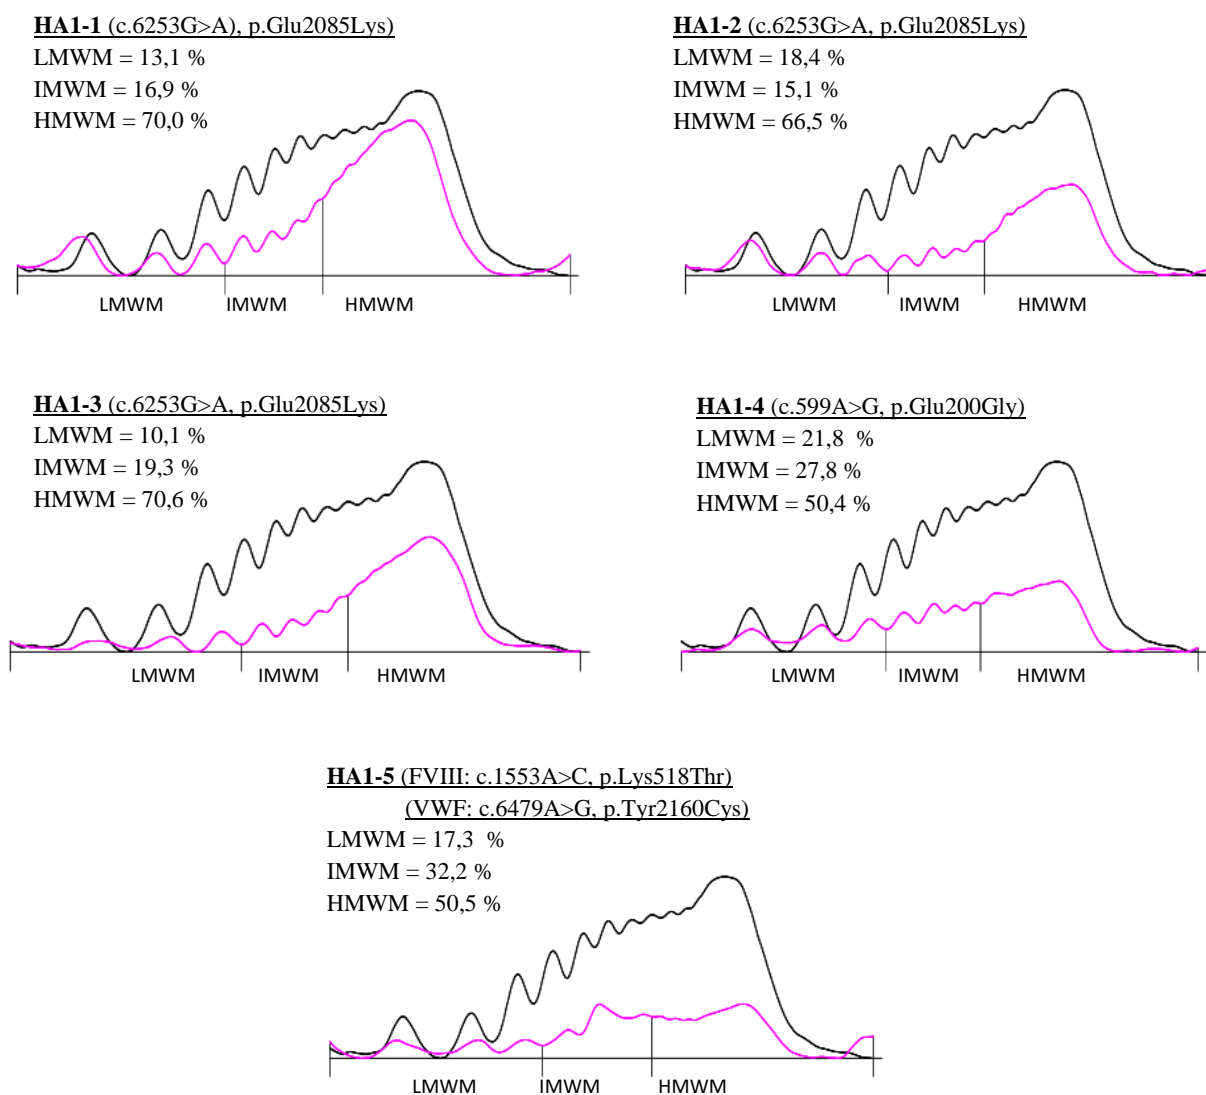 HA1-1 (c.6253G>A), p.Glu2085Lys)
LMWM = 13,1 %
IMWM = 16,9 %
HMWM = 70,0 %
LMWM IMWM HMWM
HA1-2 (c.6253G>A, p.Glu2085Lys)
LMWM = 18,4 %
IMWM = 15,1 %
HMWM = 66,5 %
LMWM IMWM HMWM
HA1-3 (c.6253G>A, p.Glu2085Lys)
LMWM = 10,1 %
IMWM = 19,3 %
HMWM = 70,6 %
LMWM IMWM HMWM
HA1-4 (c.599A>G, p.Glu200Gly)
LMWM = 21,8 %
IMWM = 27,8 %
HMWM = 50,4 %
LMWM IMWM HMWM
HA1-5 (FVIII: c.1553A>C, p.Lys518Thr)
(VWF: c.6479A>G, p.Tyr2160Cys)
LMWM = 17,3 %
IMWM = 32,2 %
HMWM = 50,5 %
LMWM IMWM HMWM